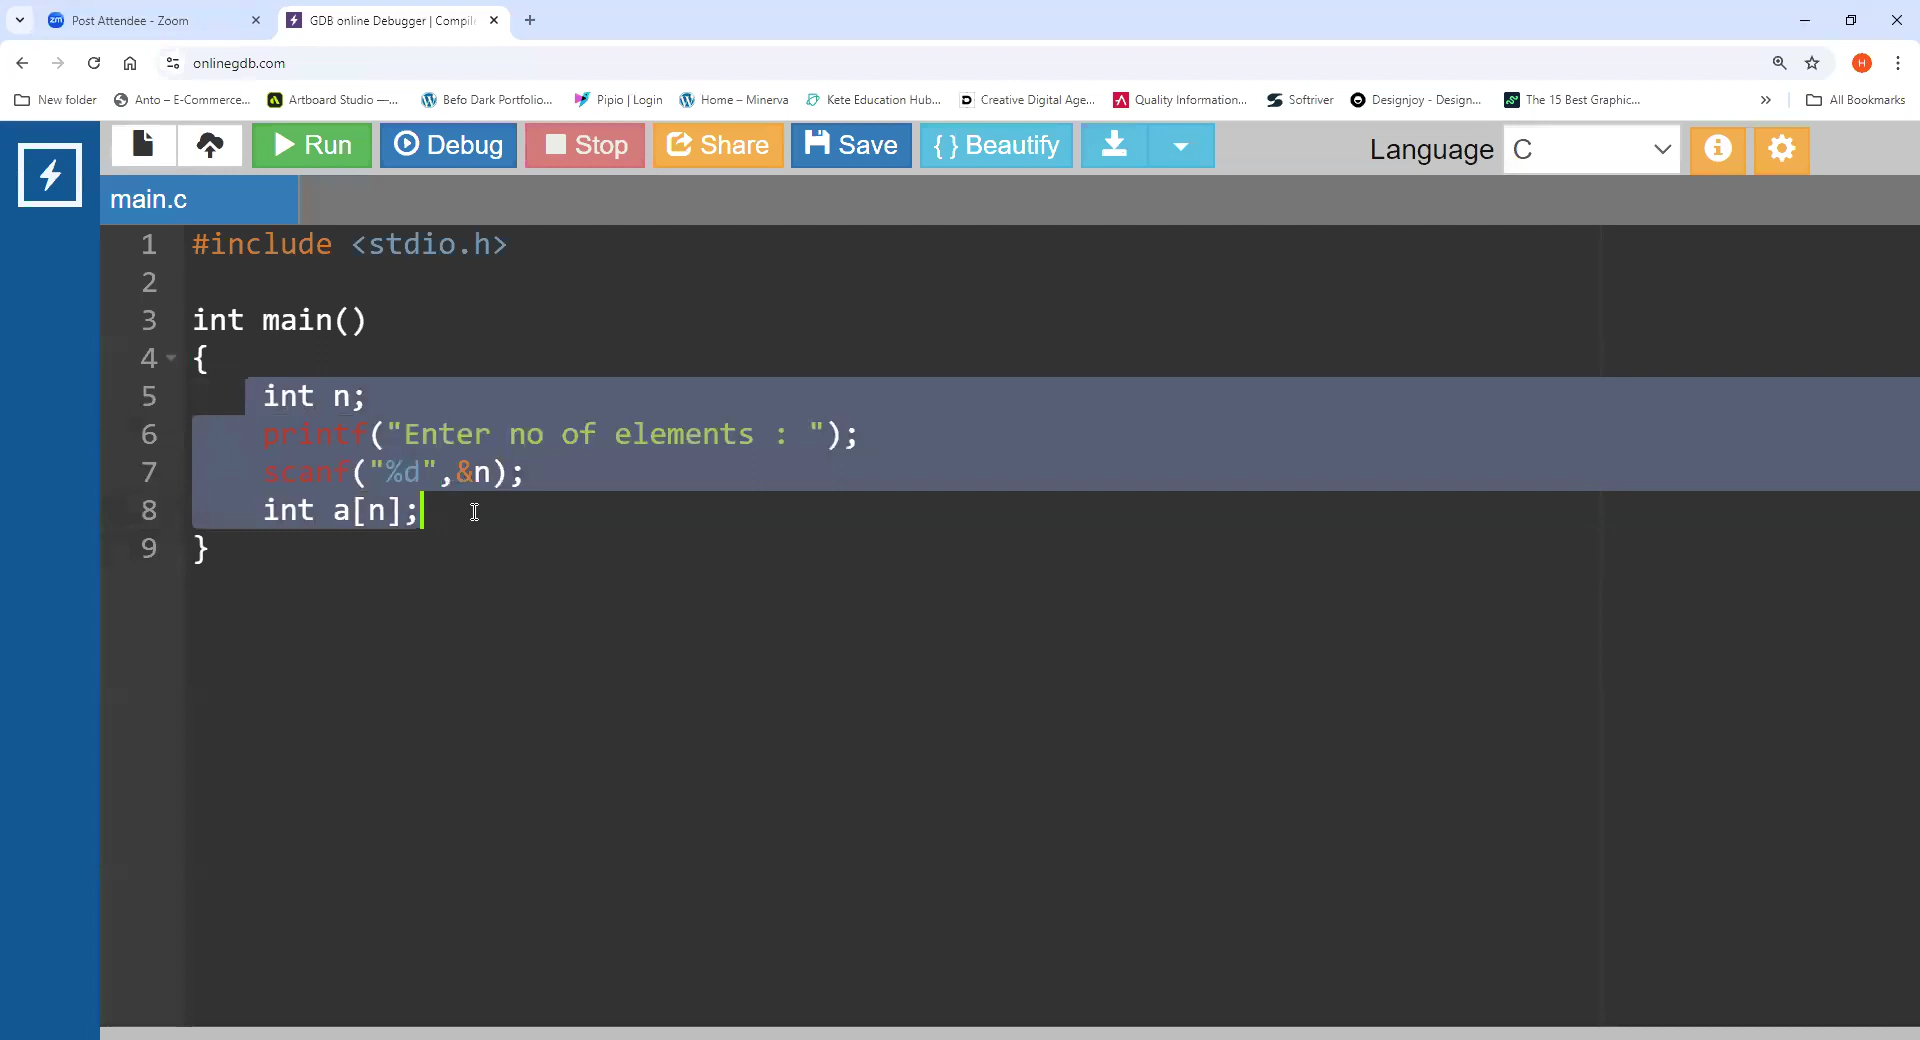 Post Attendee - Zoom
GDB online Debugger | Compil
onlinegdb.com
New folder
Anto – E-Commerce...
Artboard Studio —...
Befo Dark Portfolio...
Pipio | Login
Home – Minerva
Kete Education Hub...
Creative Digital Age...
Quality Information...
Softriver
Designjoy - Design...
The 15 Best Graphic...
»
All Bookmarks
Run
Debug
Stop
Share
Save
{ } Beautify
Language
C
main.c
1 #include <stdio.h>
2
3 int main()
4 {
5 int n;
6 printf("Enter no of elements : ");
7 scanf("%d",&n);
8 int a[n];
9 }